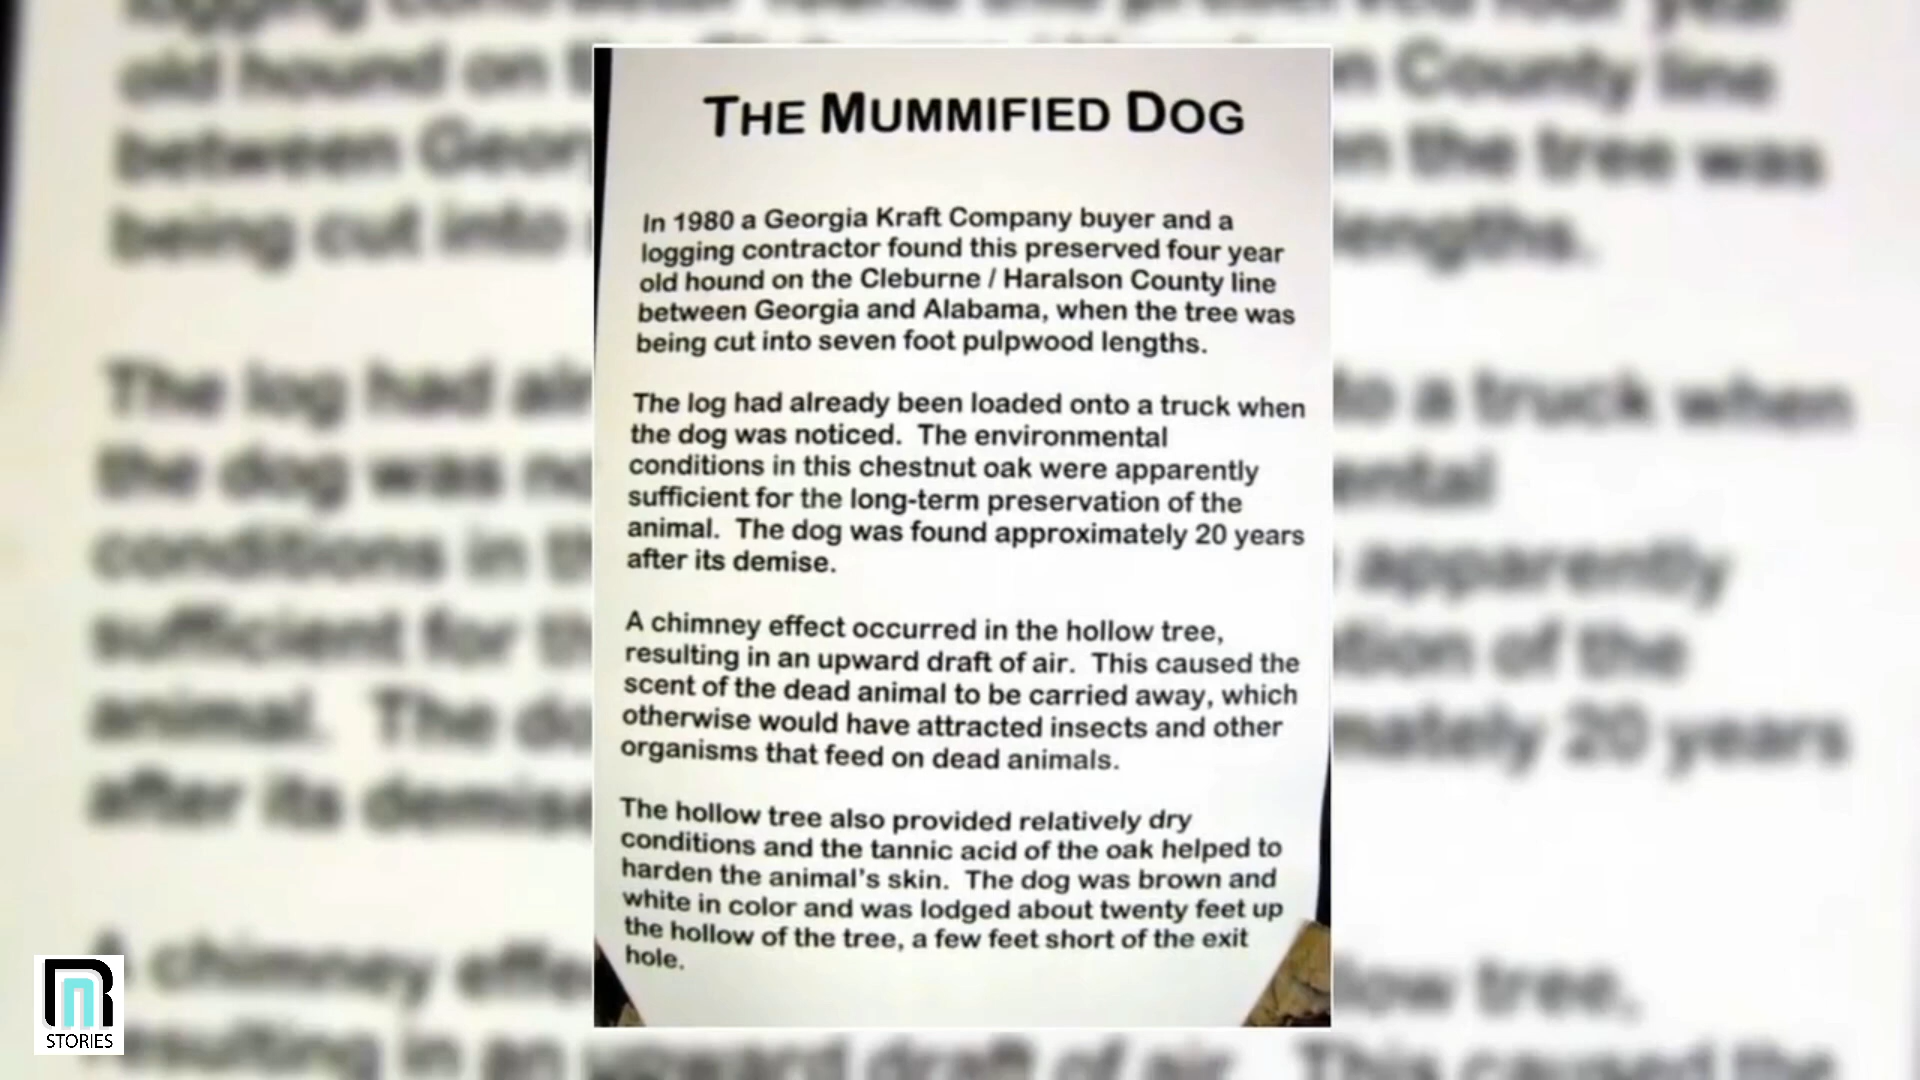 THE MUMMIFIED DOG
In 1980 a Georgia Kraft Company buyer and a
logging contractor found this preserved four year
old hound on the Cleburne / Haralson County line
between Georgia and Alabama, when the tree was
being cut into seven foot pulpwood lengths.
The log had already been loaded onto a truck when
the dog was noticed.  The environmental
conditions in this chestnut oak were apparently
sufficient for the long-term preservation of the
animal.  The dog was found approximately 20 years
after its demise.
A chimney effect occurred in the hollow tree,
resulting in an upward draft of air.  This caused the
scent of the dead animal to be carried away, which
otherwise would have attracted insects and other
organisms that feed on dead animals.
The hollow tree also provided relatively dry
conditions and the tannic acid of the oak helped to
harden the animal's skin.  The dog was brown and
white in color and was lodged about twenty feet up
the hollow of the tree, a few feet short of the exit
hole.
STORIES